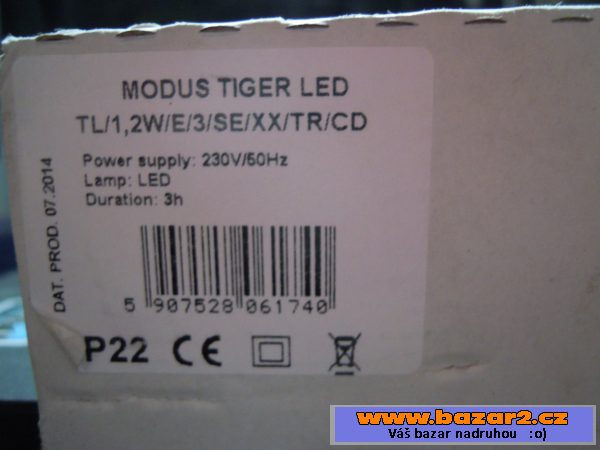 MODUS TIGER LED
TL/1,2W/E/3/SE/XX/TR/CD
Power supply: 230V/50Hz
Lamp: LED
Duration: 3h
DAT. PROD. 07.2014
5 907528 061740
P22 CE
www.bazar2.cz
Váš bazar nadruhou :o)